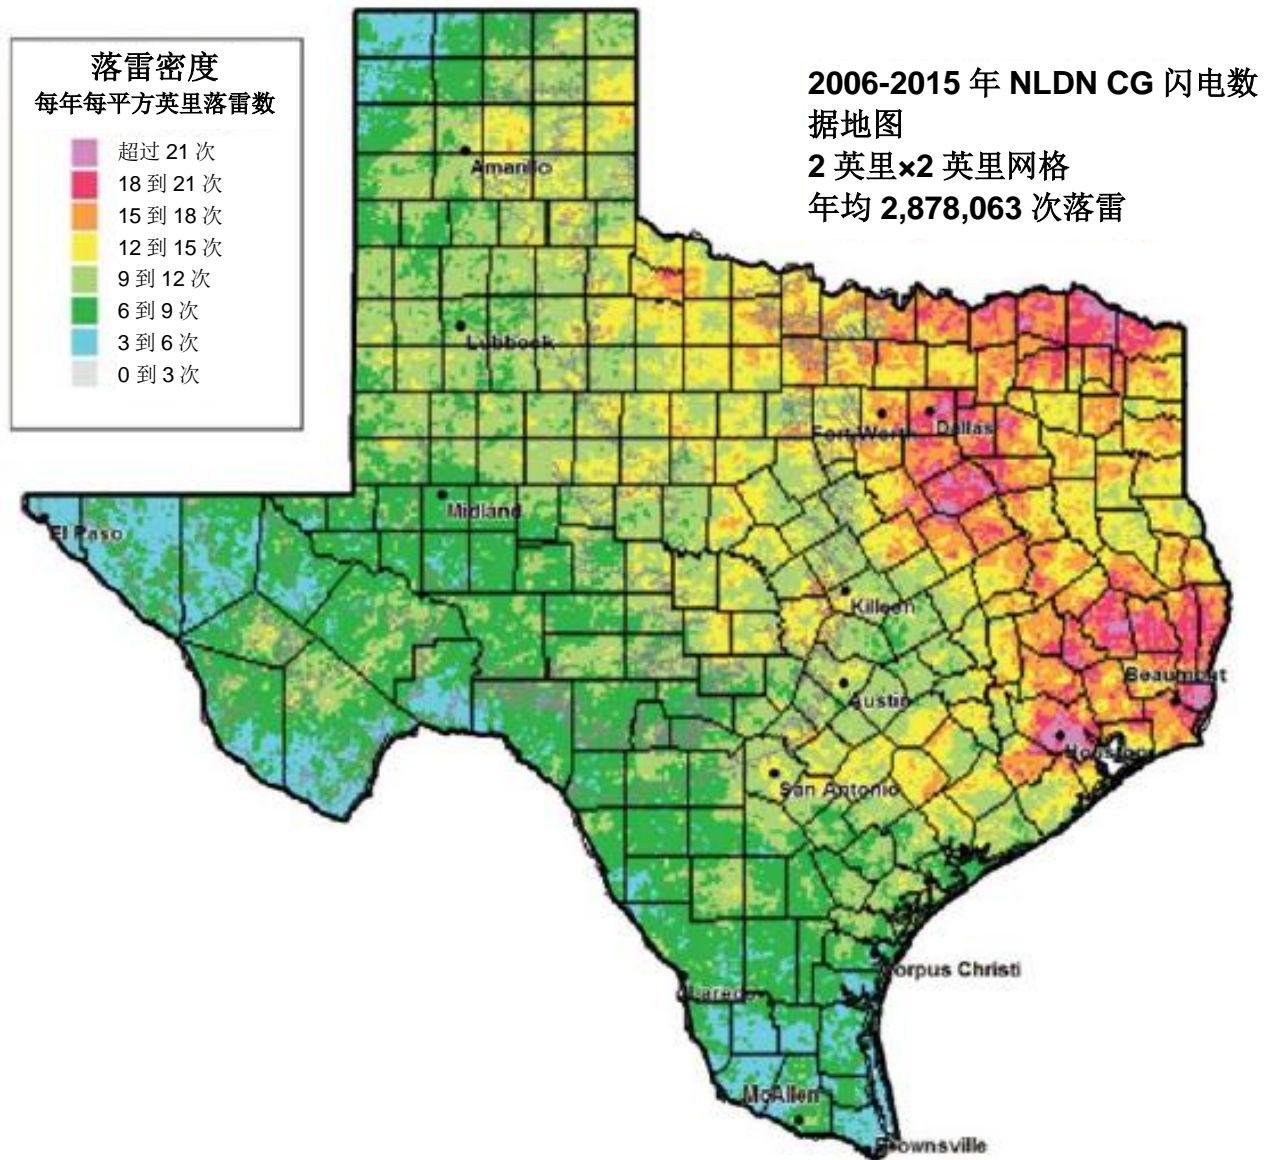 落雷密度
每年每平方英里落雷数
超过 21 次
18 到 21 次
15 到 18 次
12 到 15 次
9 到 12 次
6 到 9 次
3 到 6 次
0 到 3 次
2006-2015 年 NLDN CG 闪电数
据地图
2 英里×2 英里网格
年均 2,878,063 次落雷
Amarillo
Lubbock
Fort Worth
Dallas
Midland
El Paso
Killeen
Beaumont
Austin
Houston
San Antonio
Corpus Christi
Laredo
McAllen
Brownsville